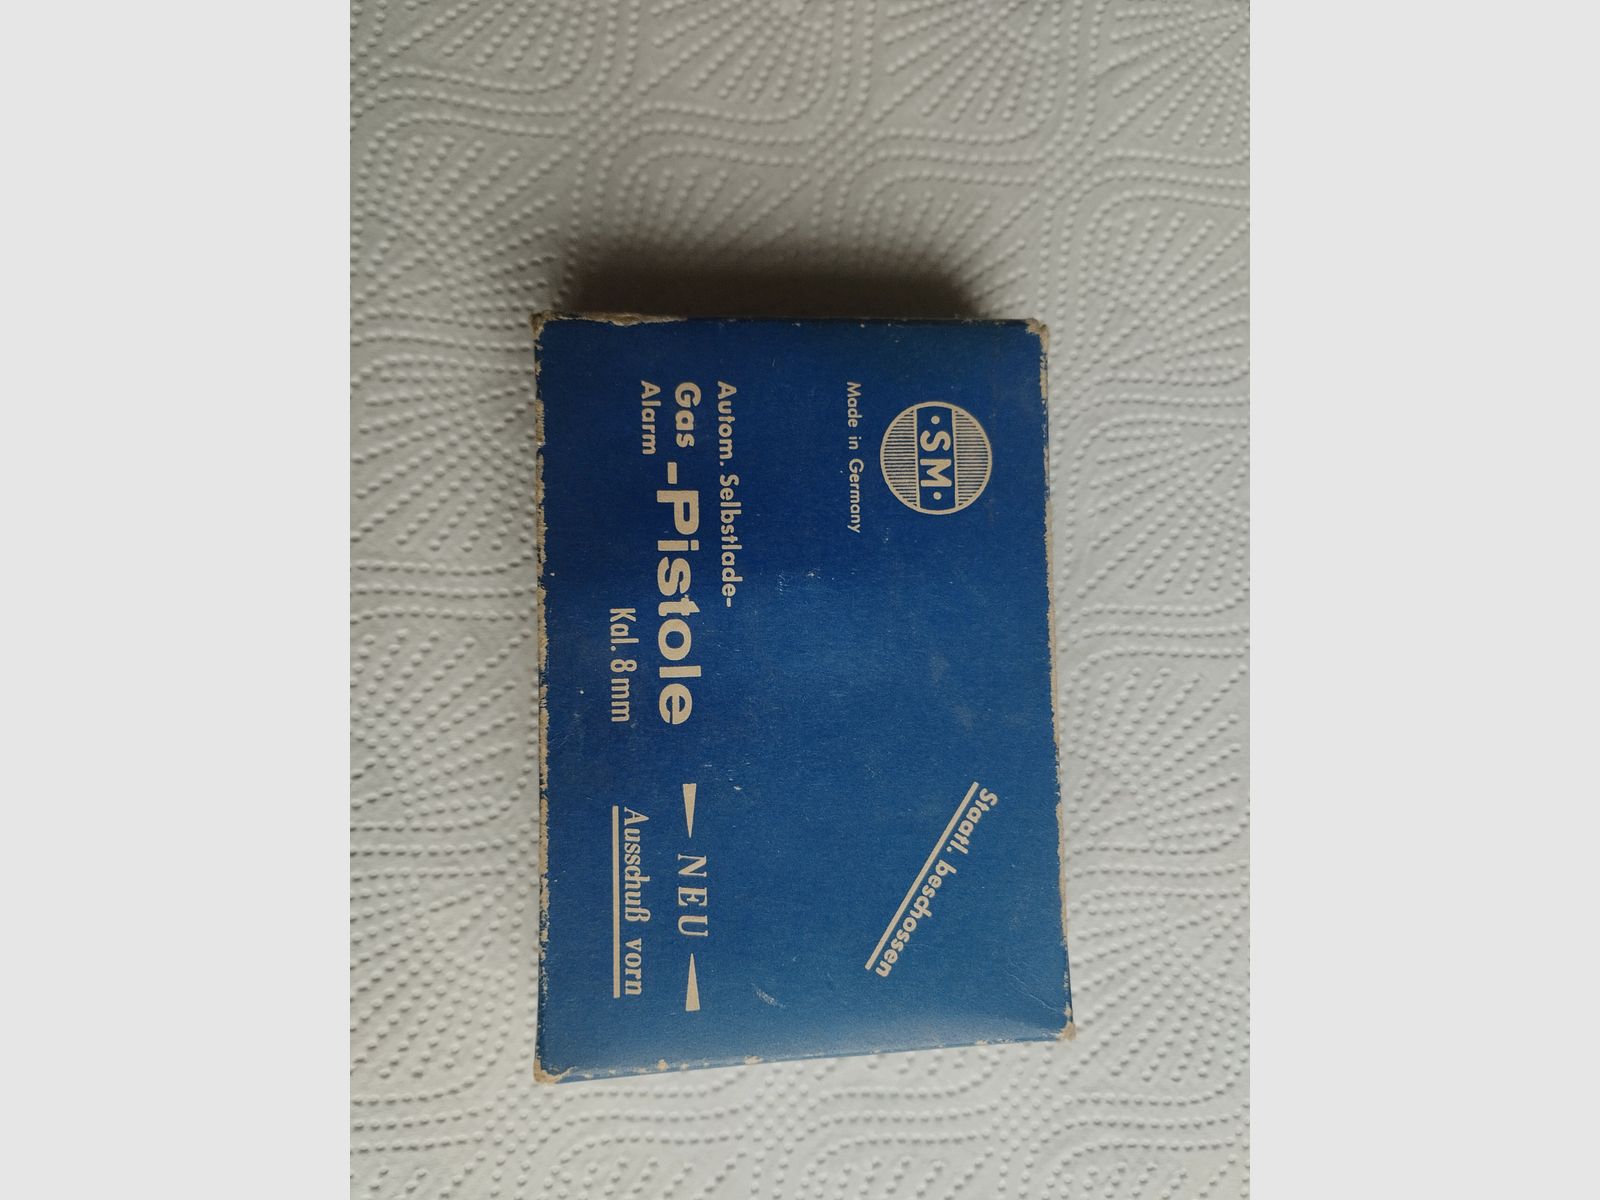 ·SM·
Made in Germany
Staatl. beschossen
Autom. Selbstlade-
Gas
Alarm
-Pistole
Kal. 8 mm
NEU
Ausschuß vorn